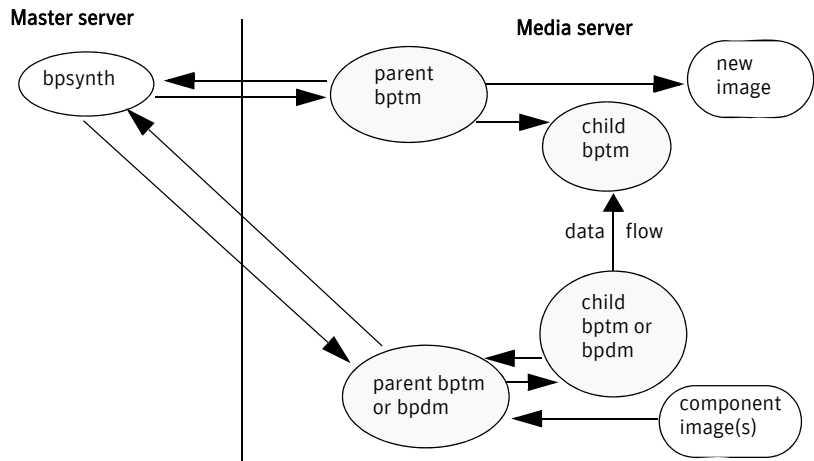 Master server
Media server
bpsynth
parent
bptm
new
image
child
bptm
data flow
child
bptm or
bpdm
parent bptm
or bpdm
component
image(s)